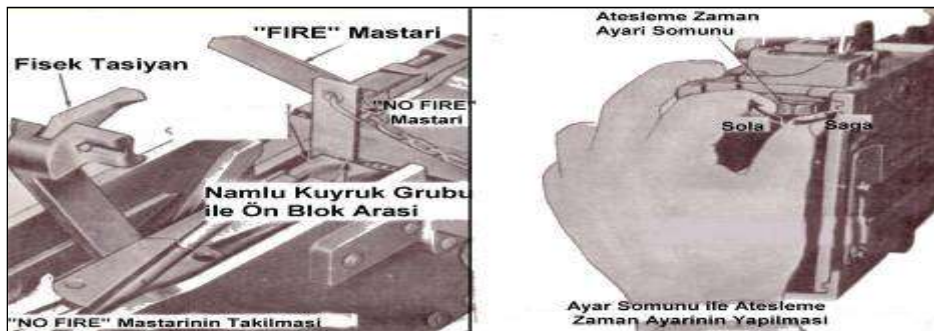 "FIRE" Mastari
Fisek Tasiyan
"NO FIRE"
Mastari
Namlu Kuyruk Grubu
ile Ön Blok Arasi
"NO FIRE" Mastarinin Takilmasi
Atesleme Zaman
Ayari Somunu
Sola
Saga
Ayar Somunu ile Atesleme
Zaman Ayarinin Yapilmasi